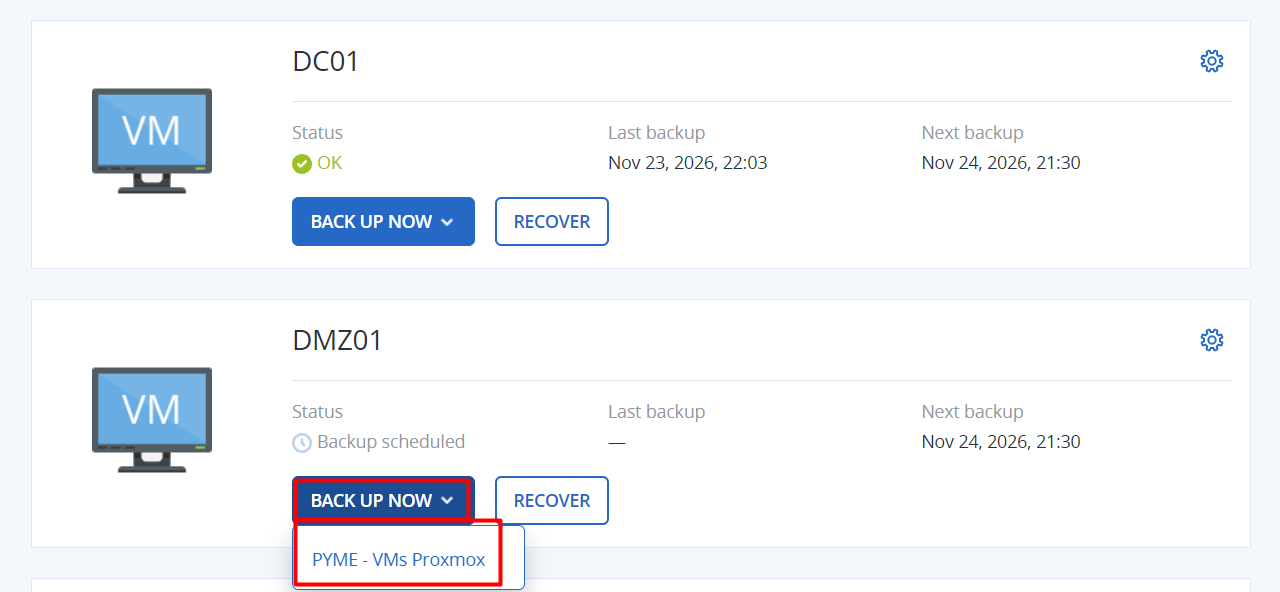 DC01
VM
Status
Last backup
Next backup
OK
Nov 23, 2026, 22:03
Nov 24, 2026, 21:30
BACK UP NOW
RECOVER
DMZ01
VM
Status
Last backup
Next backup
Backup scheduled
—
Nov 24, 2026, 21:30
BACK UP NOW
RECOVER
PYME - VMs Proxmox